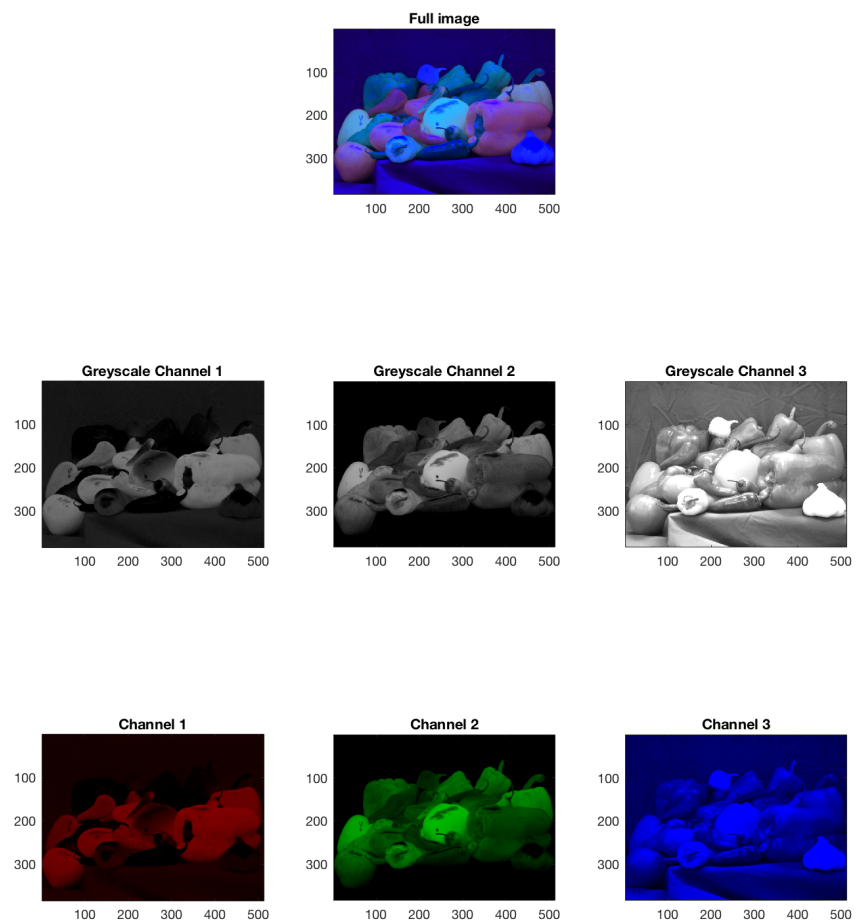 Full image
100
200
300
100 200 300 400 500
Greyscale Channel 1 Greyscale Channel 2 Greyscale Channel 3
100 100 100
200 200 200
300 300 300
100 200 300 400 500 100 200 300 400 500 100 200 300 400 500
Channel 1 Channel 2 Channel 3
100 100 100
200 200 200
300 300 300
100 200 300 400 500 100 200 300 400 500 100 200 300 400 500